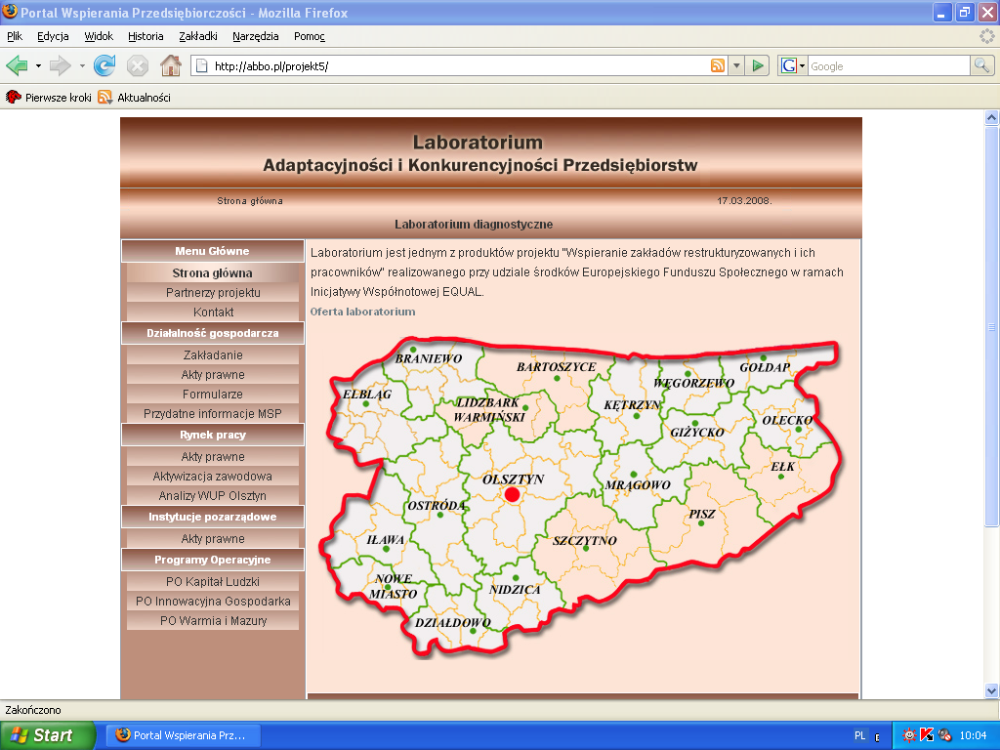 Portal Wspierania Przedsiębiorczości - Mozilla Firefox
Plik Edycja Widok Historia Zakładki Narzędzia Pomoc
http://abbo.pl/projekt5/
G Google
Pierwsze kroki Aktualności
Laboratorium
Adaptacyjności i Konkurencyjności Przedsiębiorstw
Strona główna 17.03.2008.
Laboratorium diagnostyczne
Menu Główne
Strona główna
Partnerzy projektu
Kontakt
Działalność gospodarcza
Zakładanie
Akty prawne
Formularze
Przydatne informacje MSP
Rynek pracy
Akty prawne
Aktywizacja zawodowa
Analizy WUP Olsztyn
Instytucje pozarządowe
Akty prawne
Programy Operacyjne
PO Kapitał Ludzki
PO Innowacyjna Gospodarka
PO Warmia i Mazury
Laboratorium jest jednym z produktów projektu "Wspieranie zakładów restrukturyzowanych i ich
pracowników" realizowanego przy udziale środków Europejskiego Funduszu Społecznego w ramach
Inicjatywy Wspólnotowej EQUAL.
Oferta laboratorium
BRANIEWO
BARTOSZYCE
GOŁDAP
WĘGORZEWO
ELBLĄG
LIDZBARK
WARMIŃSKI
KĘTRZYN
OLECKO
GIŻYCKO
EŁK
OLSZTYN
MRĄGOWO
OSTRÓDA
PISZ
IŁAWA
SZCZYTNO
NOWE
MIASTO
NIDZICA
DZIAŁDOWO
Zakończono
Start
Portal Wspierania Prz...
PL
10:04